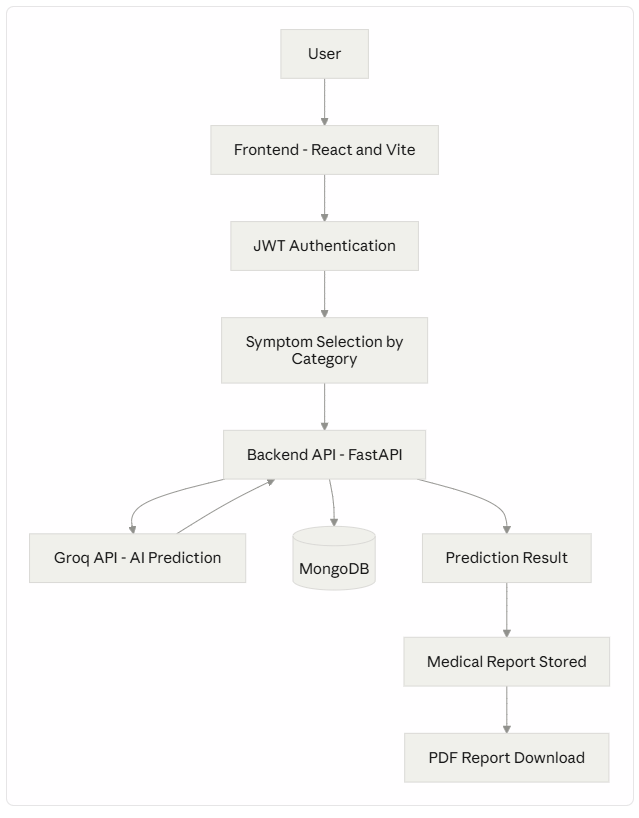 User
Frontend - React and Vite
JWT Authentication
Symptom Selection by
Category
Backend API - FastAPI
Groq API - AI Prediction
MongoDB
Prediction Result
Medical Report Stored
PDF Report Download